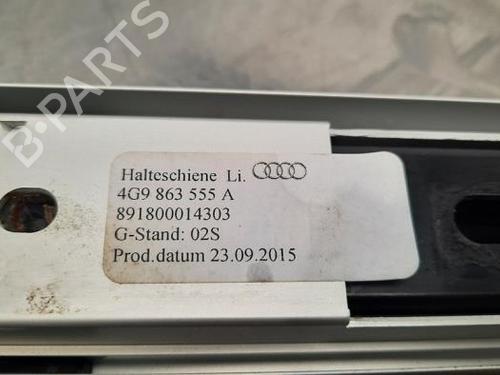 B-PARTS
Halteschiene Li.
4G9 863 555 A
891800014303
G-Stand: 02S
Prod.datum 23.09.2015